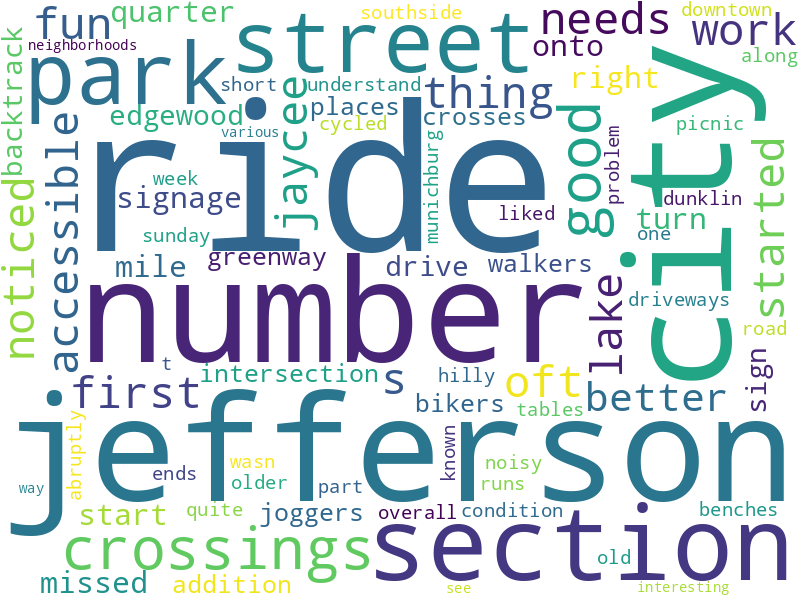 southside
downtown
quarter
fun
neighborhoods
street
needs
work
onto
along
park
backtrack
short
understand
thing
right
edgewood
jaycee
places
crosses
cycled
various
city
good
problem
picnic
accessible
ride
week
signage
munichburg
liked
dunklin
started
turn
sunday
one
noticed
mile
greenway
drive
walkers
driveways
number
lake
road
t
intersection
s
hilly
oft
first
bikers
tables
better
sign
jefferson
abruptly
known
ends
wasn
noisy
older
part
runs
way
start
quite
joggers
overall
condition
benches
crossings
section
old
missed
addition
see
interesting